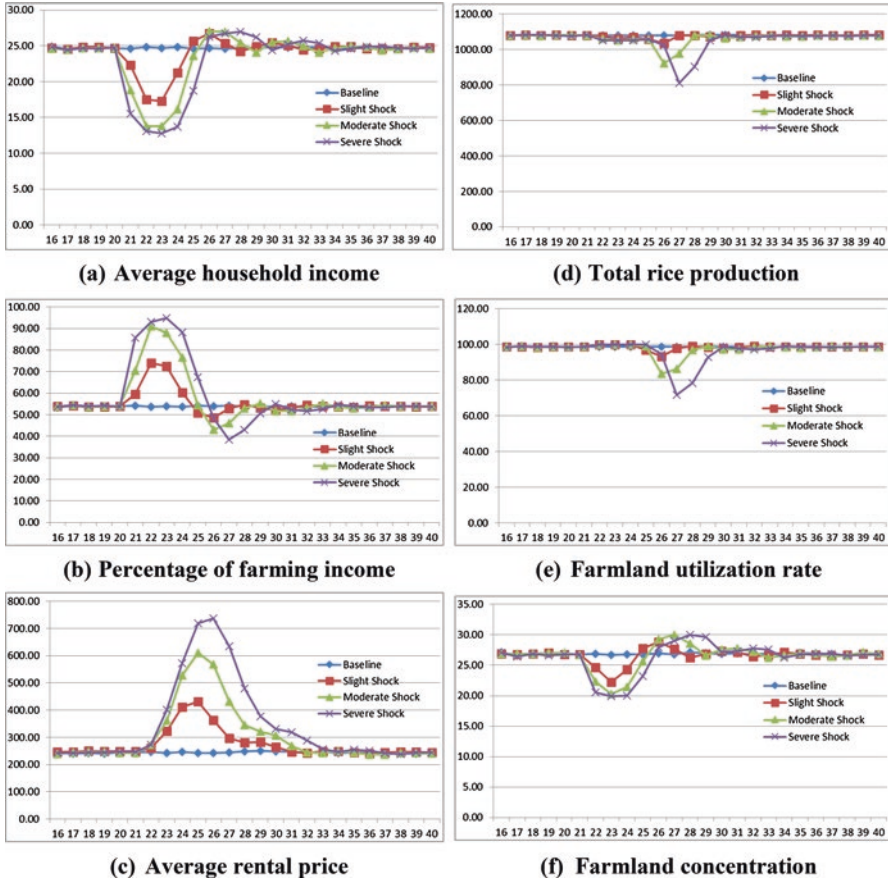 30.00
25.00
20.00
15.00
10.00
5.00
0.00
Baseline
Slight Shock
Moderate Shock
Severe Shock
16 17 18 19 20 21 22 23 24 25 26 27 28 29 30 31 32 33 34 35 36 37 38 39 40
(a) Average household income
1200.00
1000.00
800.00
600.00
400.00
200.00
0.00
Baseline
Slight Shock
Moderate Shock
Severe Shock
16 17 18 19 20 21 22 23 24 25 26 27 28 29 30 31 32 33 34 35 36 37 38 39 40
(d) Total rice production
100.00
90.00
80.00
70.00
60.00
50.00
40.00
30.00
20.00
10.00
0.00
Baseline
Slight Shock
Moderate Shock
Severe Shock
16 17 18 19 20 21 22 23 24 25 26 27 28 29 30 31 32 33 34 35 36 37 38 39 40
(b) Percentage of farming income
120.00
100.00
80.00
60.00
40.00
20.00
0.00
Baseline
Slight Shock
Moderate Shock
Severe Shock
16 17 18 19 20 21 22 23 24 25 26 27 28 29 30 31 32 33 34 35 36 37 38 39 40
(e) Farmland utilization rate
800.00
700.00
600.00
500.00
400.00
300.00
200.00
100.00
0.00
Baseline
Slight Shock
Moderate Shock
Severe Shock
16 17 18 19 20 21 22 23 24 25 26 27 28 29 30 31 32 33 34 35 36 37 38 39 40
(c) Average rental price
35.00
30.00
25.00
20.00
15.00
10.00
5.00
0.00
Baseline
Slight Shock
Moderate Shock
Severe Shock
16 17 18 19 20 21 22 23 24 25 26 27 28 29 30 31 32 33 34 35 36 37 38 39 40
(f) Farmland concentration